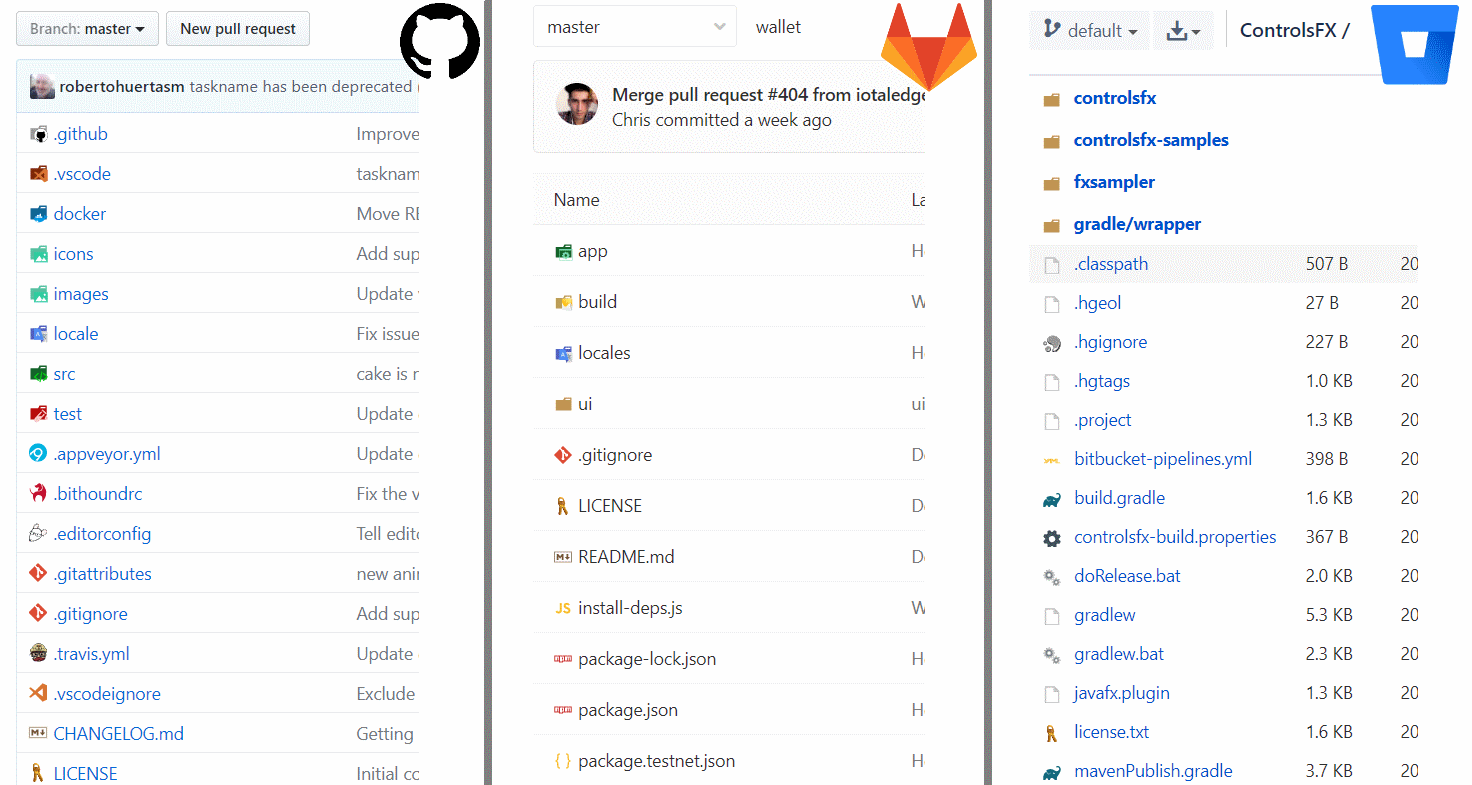 Branch: master
New pull request
robertohuertasm taskname has been deprecated
.github Improve
.vscode
docker Move
icons Add sup
images Update
locale Fix issue
src cake is
test Update
.appveyor.yml Update
.bithoundrc Fix the
.editorconfig Tell edit
.gitattributes new ani
.gitignore Add sup
.travis.yml Update
.vscodeignore Exclude
CHANGELOG.md Getting
LICENSE Initial co
master
wallet
Merge pull request #404 from iotaledge
Chris committed a week ago
Name La
app
build
locales
ui ui
.gitignore
LICENSE
README.md
JS install-deps.js
package-lock.json
package.json
{ } package.testnet.json
default
ControlsFX /
controlsfx
controlsfx-samples
fxsampler
gradle/wrapper
.classpath 507 B 20
.hgeol 27 B 20
.hgignore 227 B 20
.hgtags 1.0 KB 20
.project 1.3 KB 20
bitbucket-pipelines.yml 398 B 20
build.gradle 1.6 KB 20
controlsfx-build.properties 367 B 20
doRelease.bat 2.0 KB 20
gradlew 5.3 KB 20
gradlew.bat 2.3 KB 20
javafx.plugin 1.3 KB 20
license.txt 1.6 KB 20
mavenPublish.gradle 3.7 KB 20